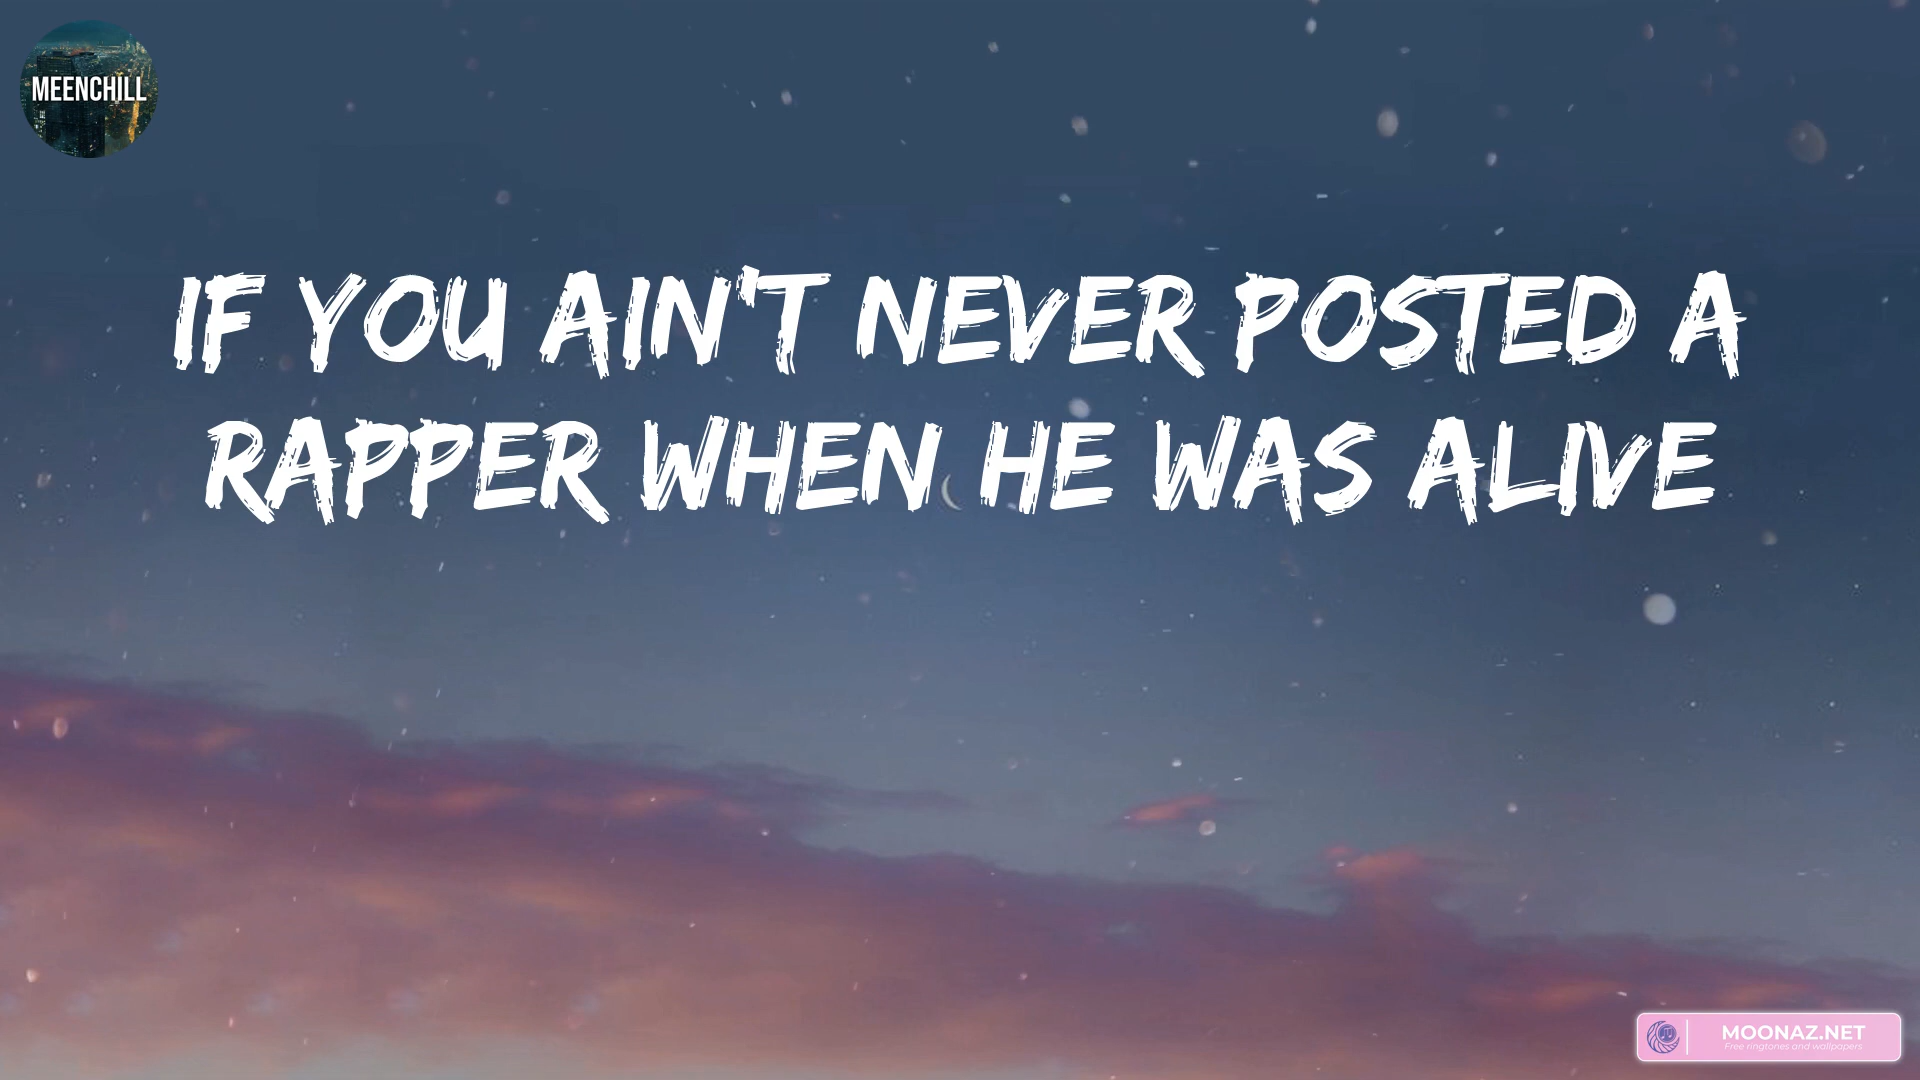 MEENCHILL
IF YOU AIN'T NEVER POSTED A
RAPPER WHEN HE WAS ALIVE
MOONAZ.NET
Free ringtones and wallpapers